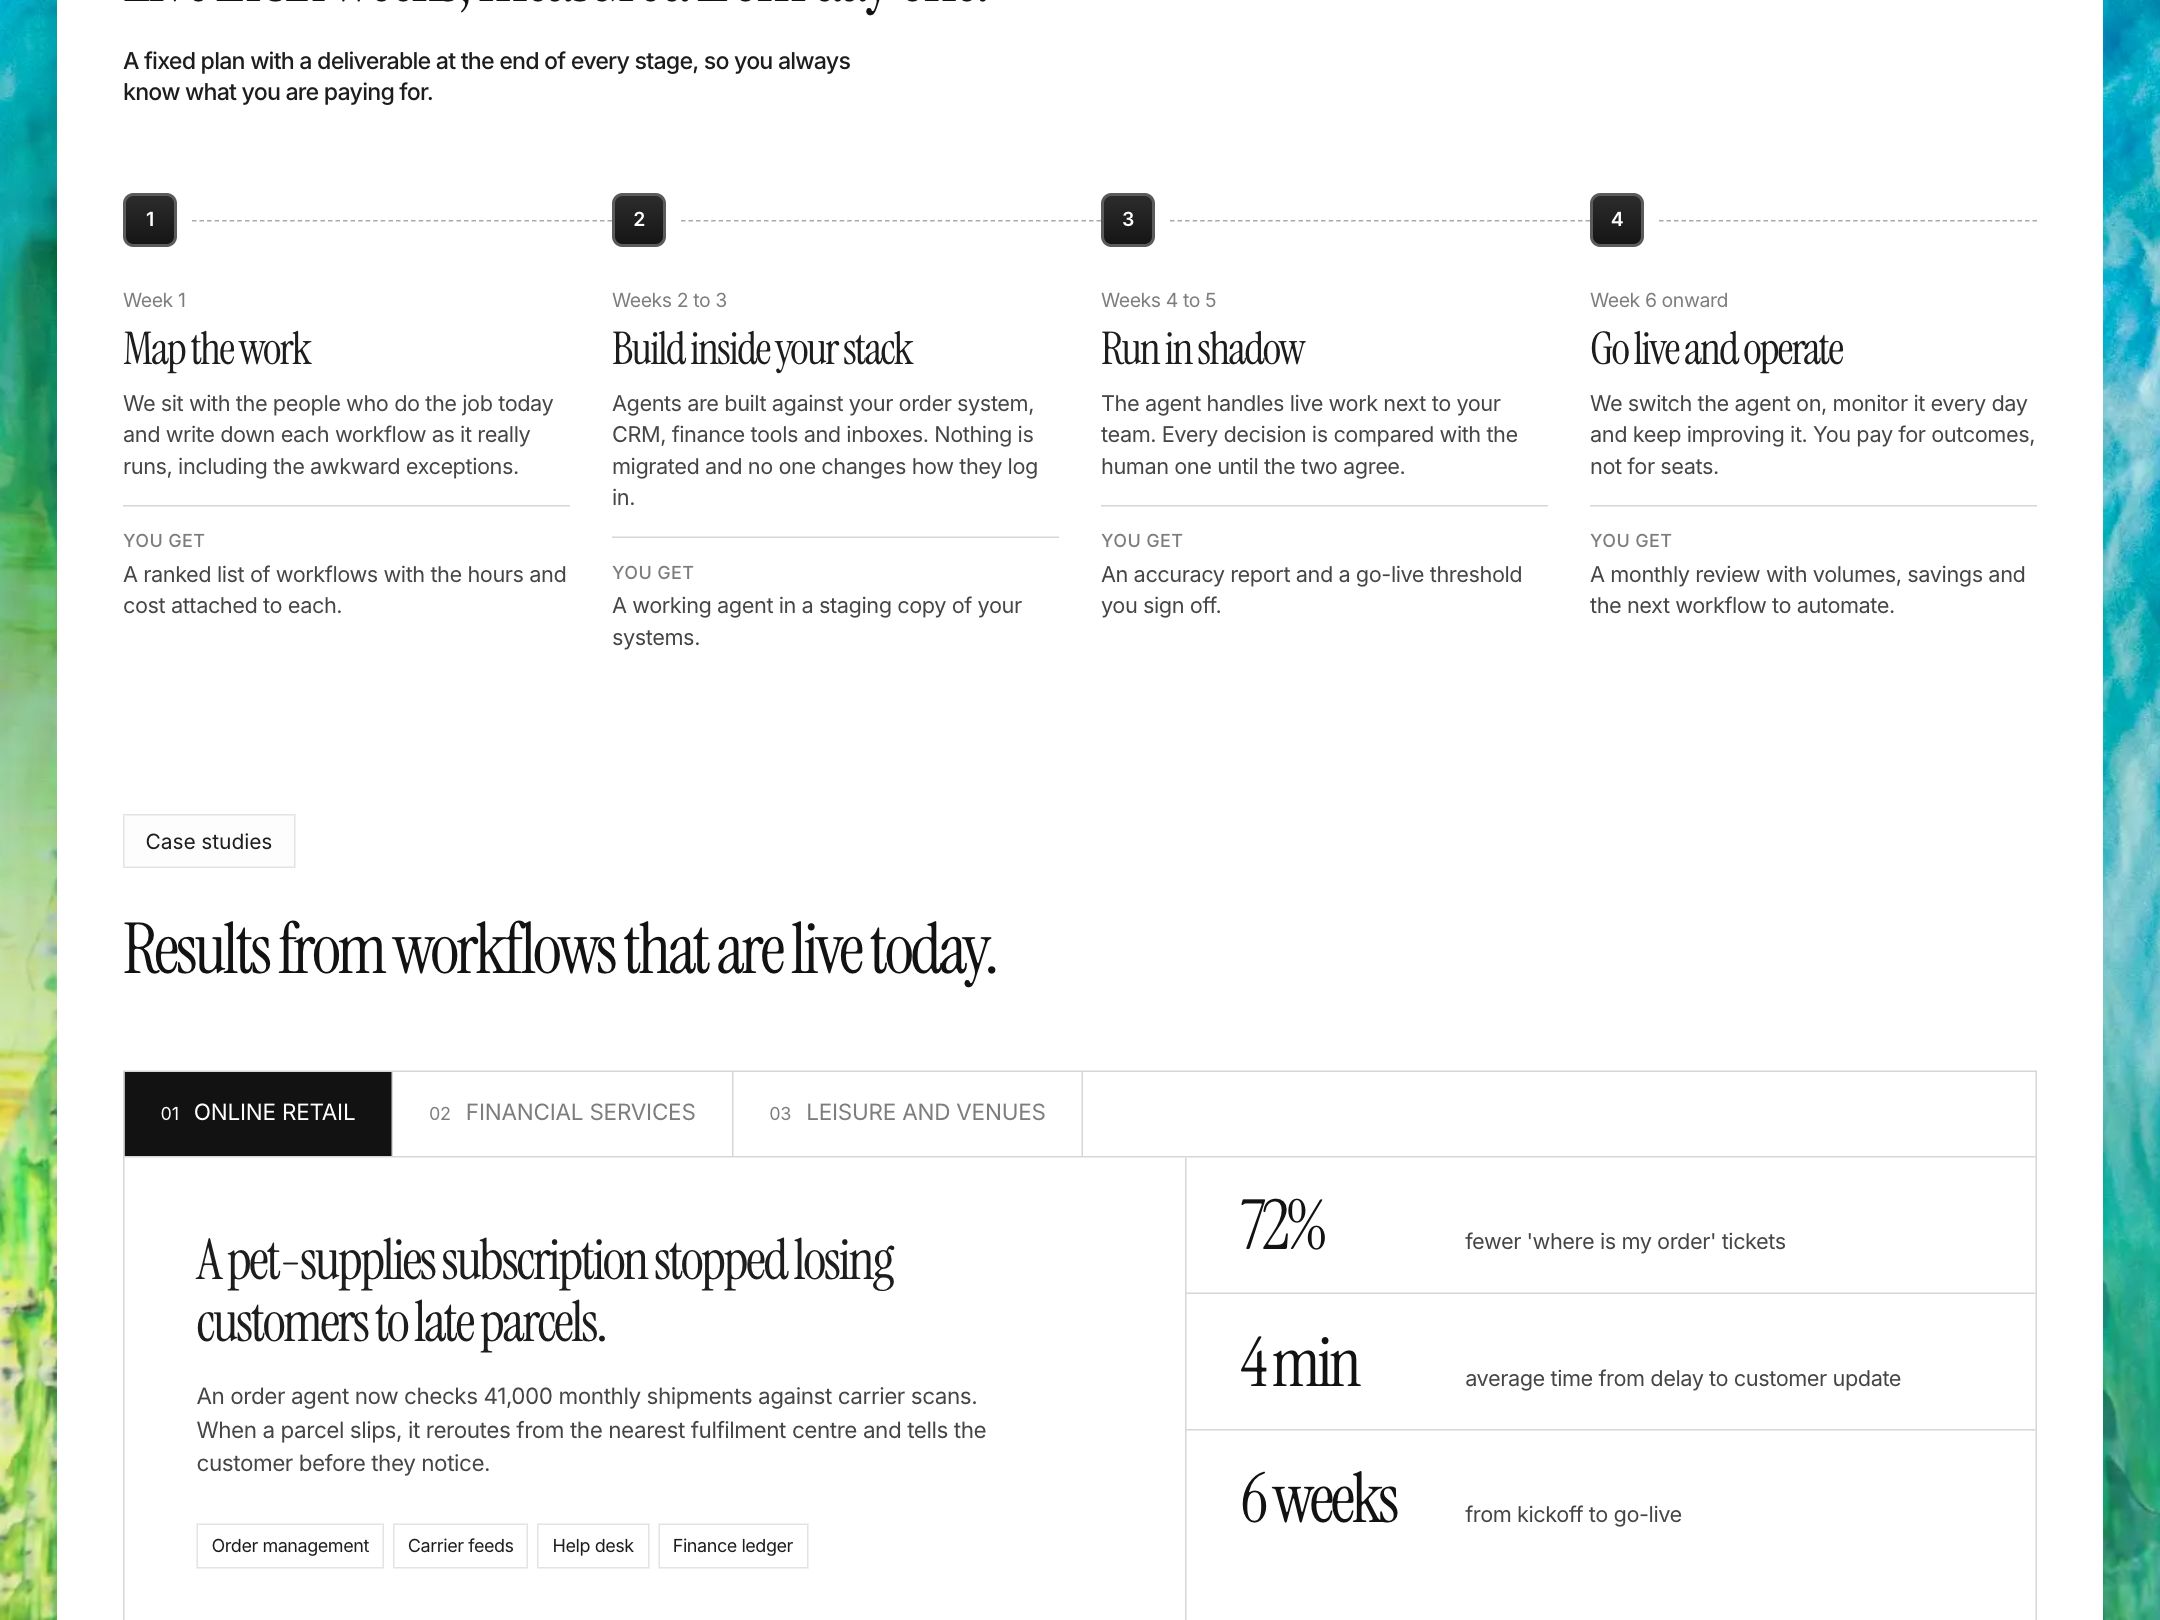 A fixed plan with a deliverable at the end of every stage, so you always
know what you are paying for.
1
2
3
4
Week 1
Map the work
We sit with the people who do the job today
and write down each workflow as it really
runs, including the awkward exceptions.
YOU GET
A ranked list of workflows with the hours and
cost attached to each.
Weeks 2 to 3
Build inside your stack
Agents are built against your order system,
CRM, finance tools and inboxes. Nothing is
migrated and no one changes how they log
in.
YOU GET
A working agent in a staging copy of your
systems.
Weeks 4 to 5
Run in shadow
The agent handles live work next to your
team. Every decision is compared with the
human one until the two agree.
YOU GET
An accuracy report and a go-live threshold
you sign off.
Week 6 onward
Go live and operate
We switch the agent on, monitor it every day
and keep improving it. You pay for outcomes,
not for seats.
YOU GET
A monthly review with volumes, savings and
the next workflow to automate.
Case studies
Results from workflows that are live today.
01 ONLINE RETAIL
02 FINANCIAL SERVICES
03 LEISURE AND VENUES
A pet-supplies subscription stopped losing
customers to late parcels.
An order agent now checks 41,000 monthly shipments against carrier scans.
When a parcel slips, it reroutes from the nearest fulfilment centre and tells the
customer before they notice.
Order management
Carrier feeds
Help desk
Finance ledger
72% fewer 'where is my order' tickets
4 min average time from delay to customer update
6 weeks from kickoff to go-live